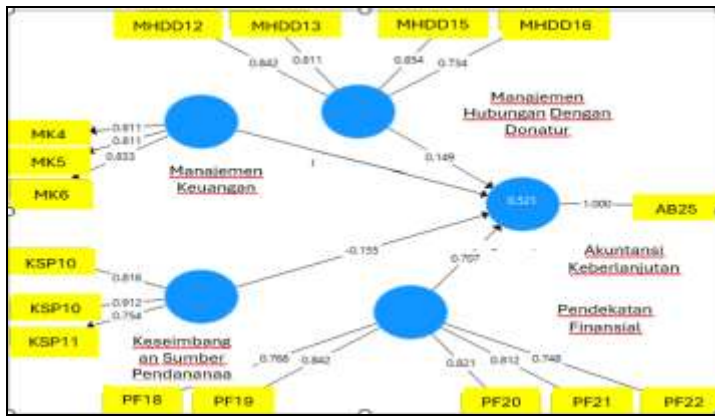 MHDD12
MHDD13
MHDD15
MHDD16
0.842
0.811
0.854
0.734
MK4
MK5
MK6
0.811
0.811
0.833
Manajemen
Keuangan
Manajemen
Hubungan Dengan
Donatur
0.149
0.521
1.000
AB25
-0.155
0.707
Akuntansi
Keberlanjutan
KSP10
KSP10
KSP11
0.816
0.912
0.754
Keseimbang
an Sumber
Pendananaa
Pendekatan
Finansial
0.766
0.842
0.821
0.812
0.748
PF18
PF19
PF20
PF21
PF22